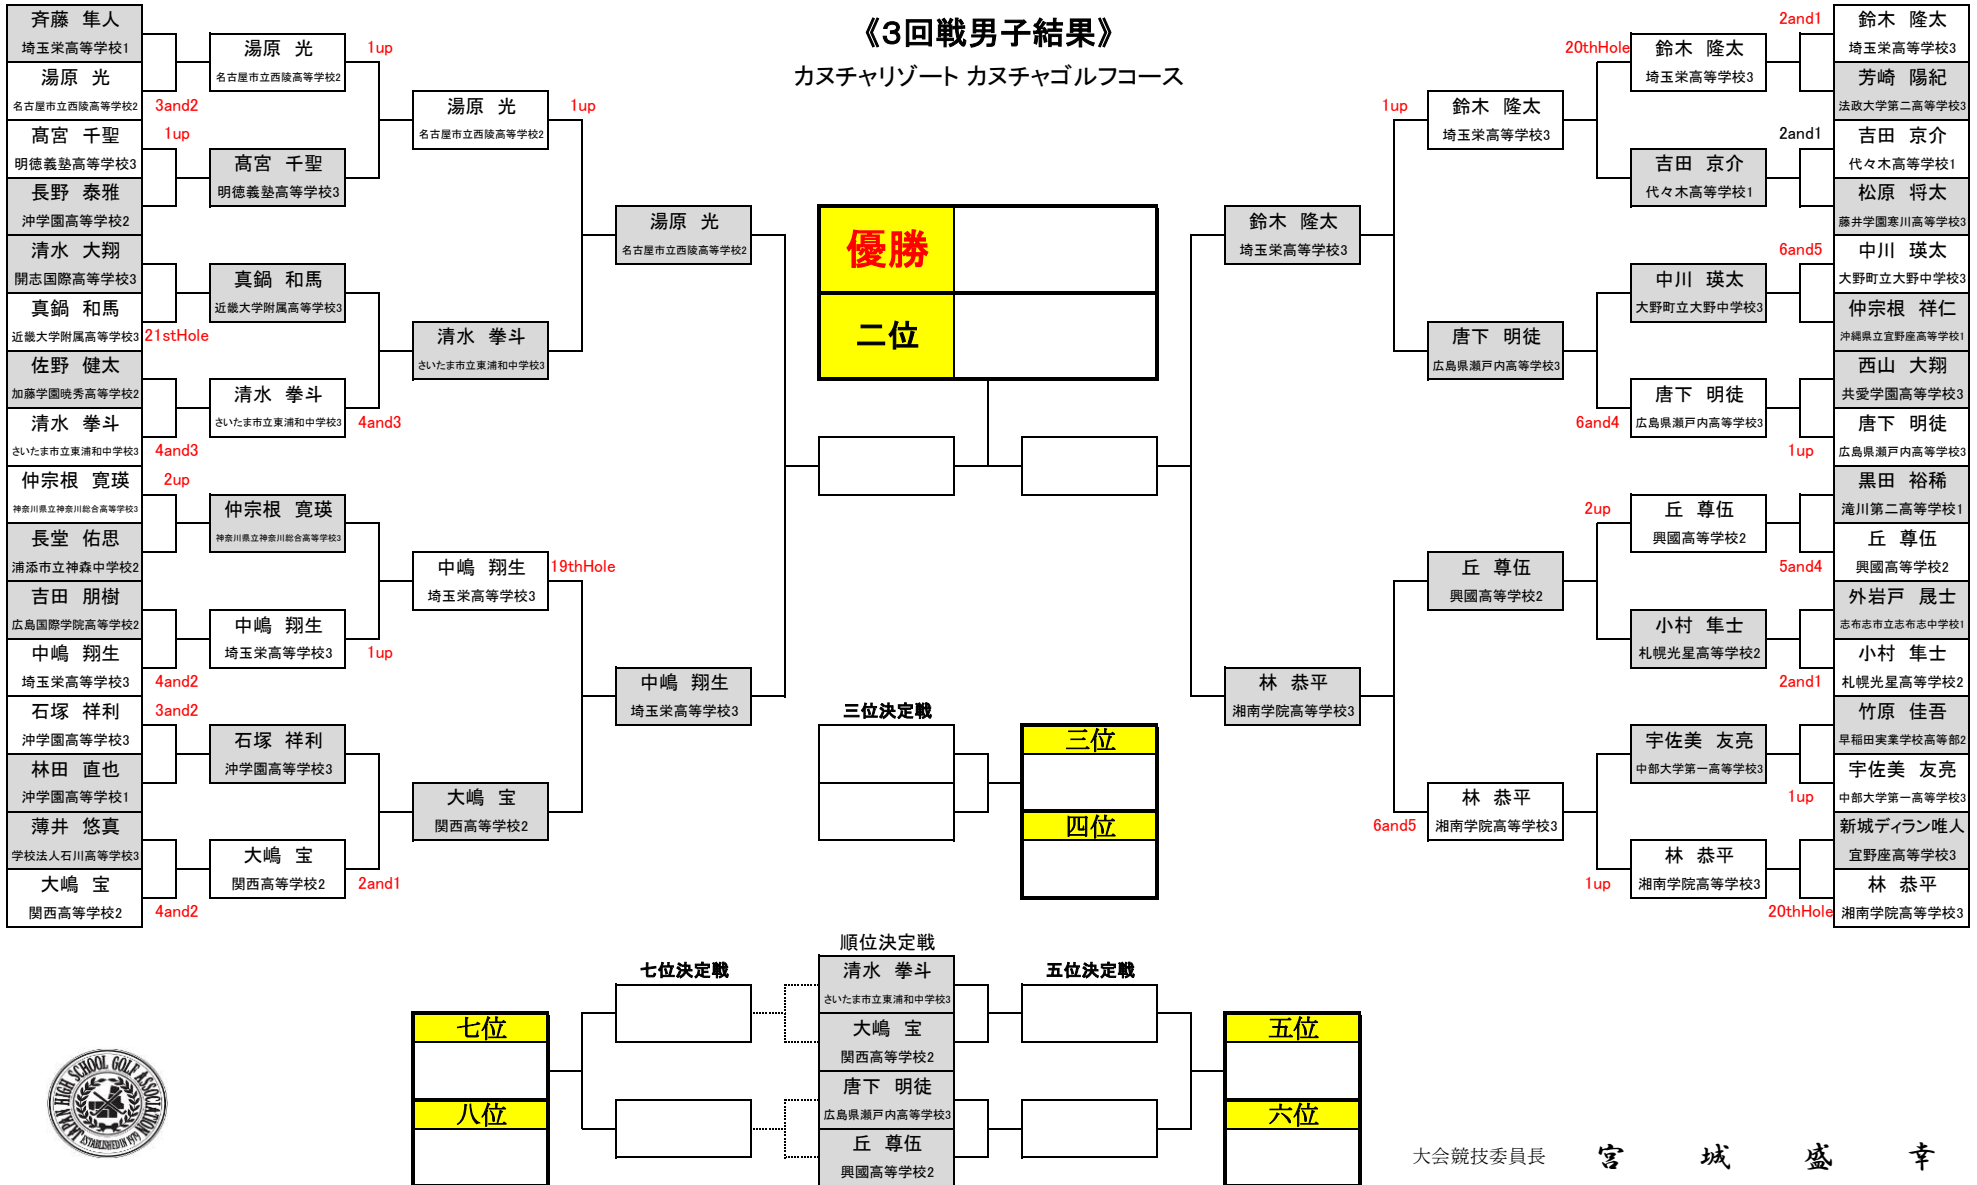 《3回戦男子結果》
カヌチャリゾート カヌチャゴルフコース
斉藤 隼人
埼玉栄高等学校1
湯原 光
名古屋市立西陵高等学校2
3and2
髙宮 千聖
明徳義塾高等学校3
1up
長野 泰雅
沖学園高等学校2
清水 大翔
開志国際高等学校3
真鍋 和馬
近畿大学附属高等学校3
21stHole
佐野 健太
加藤学園暁秀高等学校2
清水 拳斗
さいたま市立東浦和中学校3
4and3
仲宗根 寛瑛
神奈川県立神奈川総合高等学校3
2up
長堂 佑思
浦添市立神森中学校2
吉田 朋樹
広島国際学院高等学校2
中嶋 翔生
埼玉栄高等学校3
4and2
石塚 祥利
沖学園高等学校3
3and2
林田 直也
沖学園高等学校1
薄井 悠真
学校法人石川高等学校3
大嶋 宝
関西高等学校2
4and2
湯原 光
名古屋市立西陵高等学校2
1up
髙宮 千聖
明徳義塾高等学校3
真鍋 和馬
近畿大学附属高等学校3
清水 拳斗
さいたま市立東浦和中学校3
4and3
仲宗根 寛瑛
神奈川県立神奈川総合高等学校3
中嶋 翔生
埼玉栄高等学校3
1up
石塚 祥利
沖学園高等学校3
大嶋 宝
関西高等学校2
2and1
湯原 光
名古屋市立西陵高等学校2
1up
清水 拳斗
さいたま市立東浦和中学校3
中嶋 翔生
埼玉栄高等学校3
19thHole
大嶋 宝
関西高等学校2
湯原 光
名古屋市立西陵高等学校2
中嶋 翔生
埼玉栄高等学校3
優勝
二位
三位決定戦
三位
四位
鈴木 隆太
埼玉栄高等学校3
林 恭平
湘南学院高等学校3
1up
鈴木 隆太
埼玉栄高等学校3
唐下 明徒
広島県瀬戸内高等学校3
丘 尊伍
興國高等学校2
6and5
林 恭平
湘南学院高等学校3
20thHole
鈴木 隆太
埼玉栄高等学校3
吉田 京介
代々木高等学校1
中川 瑛太
大野町立大野中学校3
6and4
唐下 明徒
広島県瀬戸内高等学校3
2up
丘 尊伍
興國高等学校2
小村 隼士
札幌光星高等学校2
宇佐美 友亮
中部大学第一高等学校3
1up
林 恭平
湘南学院高等学校3
2and1
鈴木 隆太
埼玉栄高等学校3
芳崎 陽紀
法政大学第二高等学校3
2and1
吉田 京介
代々木高等学校1
松原 将太
藤井学園寒川高等学校3
6and5
中川 瑛太
大野町立大野中学校3
仲宗根 祥仁
沖縄県立宜野座高等学校1
西山 大翔
共愛学園高等学校3
唐下 明徒
1up
広島県瀬戸内高等学校3
黒田 裕稀
滝川第二高等学校1
丘 尊伍
5and4
興國高等学校2
外岩戸 晟士
志布志市立志布志中学校1
小村 隼士
2and1
札幌光星高等学校2
竹原 佳吾
早稲田実業学校高等部2
宇佐美 友亮
1up
中部大学第一高等学校3
新城ディラン唯人
宜野座高等学校3
林 恭平
20thHole
湘南学院高等学校3
順位決定戦
七位決定戦
五位決定戦
清水 拳斗
さいたま市立東浦和中学校3
大嶋 宝
関西高等学校2
唐下 明徒
広島県瀬戸内高等学校3
丘 尊伍
興國高等学校2
七位
八位
五位
六位
JAPAN HIGH SCHOOL GOLF ASSOCIATION
ESTABLISHED IN 1979
大会競技委員長 宮 城 盛 幸